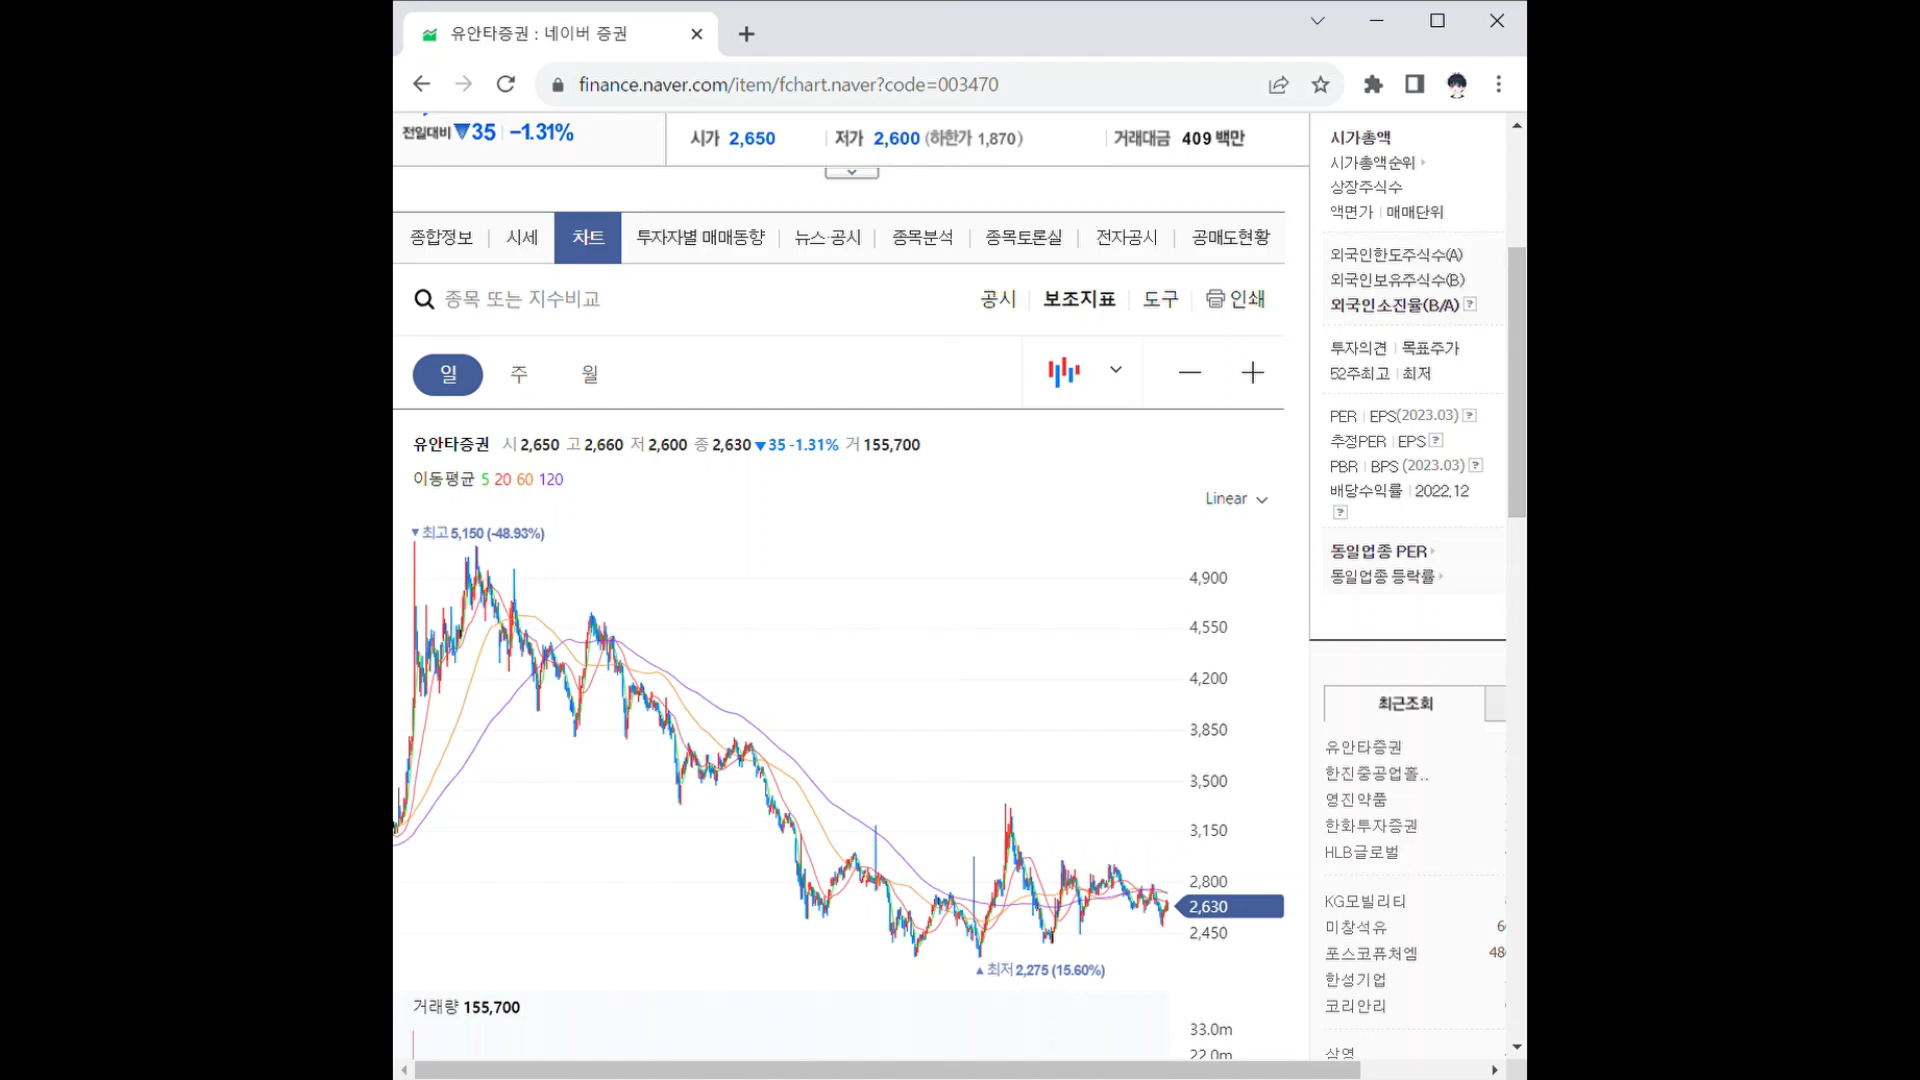 유안타증권 : 네이버 증권
finance.naver.com/item/fchart.naver?code=003470
전일대비 ▼35 -1.31%
시가 2,650 저가 2,600 (하한가 1,870) 거래대금 409 백만
종합정보 시세 차트 투자자별 매매동향 뉴스·공시 종목분석 종목토론실 전자공시 공매도현황
종목 또는 지수비교 공시 보조지표 도구 인쇄
일 주 월
유안타증권 시 2,650 고 2,660 저 2,600 종 2,630 ▼35 -1.31% 거 155,700
이동평균 5 20 60 120
Linear
▼최고 5,150 (-48.93%)
4,900
4,550
4,200
3,850
3,500
3,150
2,800
2,630
2,450
▲최저 2,275 (15.60%)
거래량 155,700
33.0m
22.0m
시가총액
시가총액순위
상장주식수
액면가 | 매매단위
외국인한도주식수(A)
외국인보유주식수(B)
외국인소진율(B/A) ?
투자의견 | 목표주가
52주최고 | 최저
PER | EPS(2023.03) ?
추정PER | EPS ?
PBR | BPS (2023.03) ?
배당수익률 | 2022.12
?
동일업종 PER
동일업종 등락률
최근조회
유안타증권
한진중공업홀..
영진약품
한화투자증권
HLB글로벌
KG모빌리티
미창석유 6
포스코퓨처엠 48
한성기업
코리안리
삼영